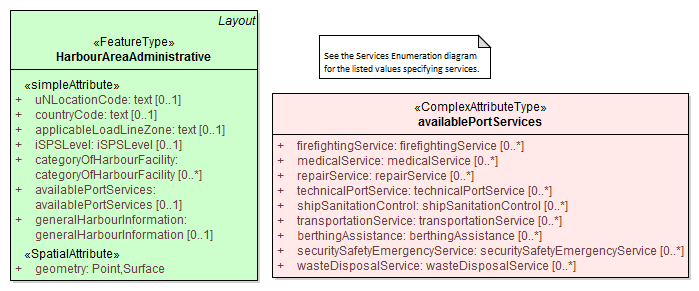 Layout
«FeatureType»
HarbourAreaAdministrative
«simpleAttribute»
+ uNLocationCode: text [0..1]
+ countryCode: text [0..1]
+ applicableLoadLineZone: text [0..1]
+ iSPSLevel: iSPSLevel [0..1]
+ categoryOfHarbourFacility:
categoryOfHarbourFacility [0..*]
+ availablePortServices:
availablePortServices [0..1]
+ generalHarbourInformation:
generalHarbourInformation [0..1]
«SpatialAttribute»
+ geometry: Point,Surface
See the Services Enumeration diagram
for the listed values specifying services.
«ComplexAttributeType»
availablePortServices
+ firefightingService: firefightingService [0..*]
+ medicalService: medicalService [0..*]
+ repairService: repairService [0..*]
+ technicalPortService: technicalPortService [0..*]
+ shipSanitationControl: shipSanitationControl [0..*]
+ transportationService: transportationService [0..*]
+ berthingAssistance: berthingAssistance [0..*]
+ securitySafetyEmergencyService: securitySafetyEmergencyService [0..*]
+ wasteDisposalService: wasteDisposalService [0..*]